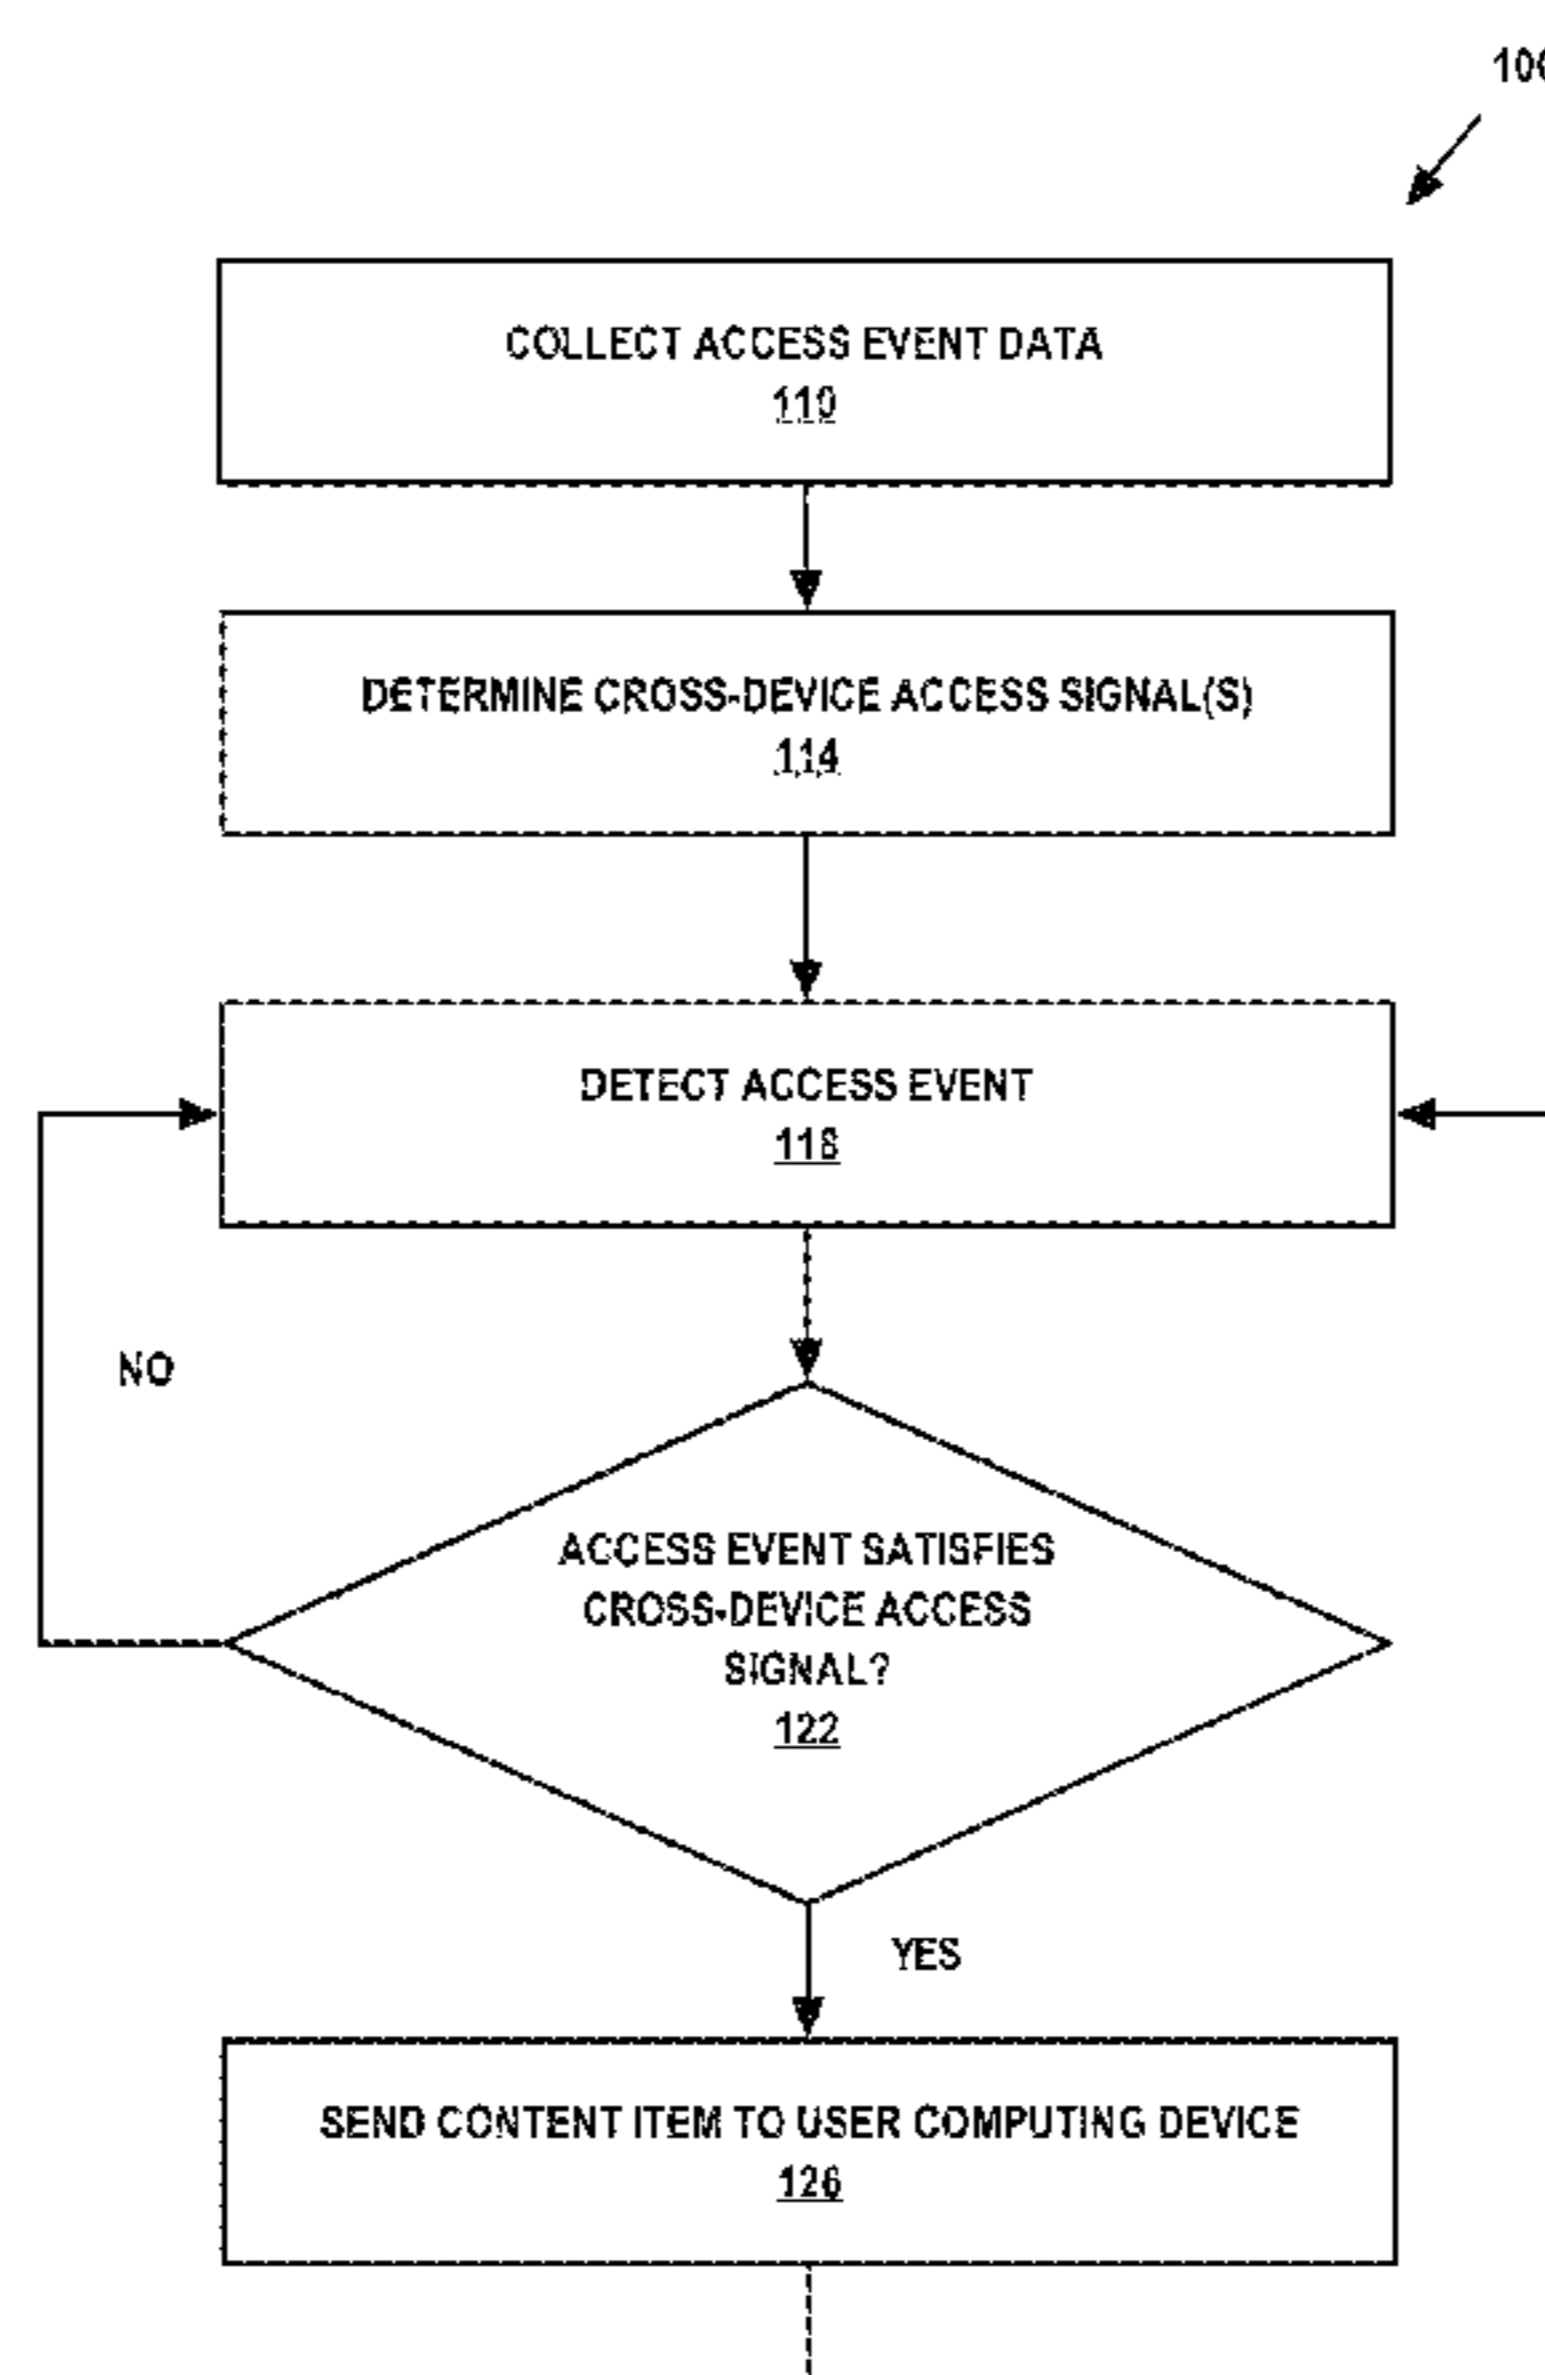 100
COLLECT ACCESS EVENT DATA
110
DETERMINE CROSS-DEVICE ACCESS SIGNAL(S)
114
DETECT ACCESS EVENT
118
NO
ACCESS EVENT SATISFIES
CROSS-DEVICE ACCESS
SIGNAL?
122
YES
SEND CONTENT ITEM TO USER COMPUTING DEVICE
126